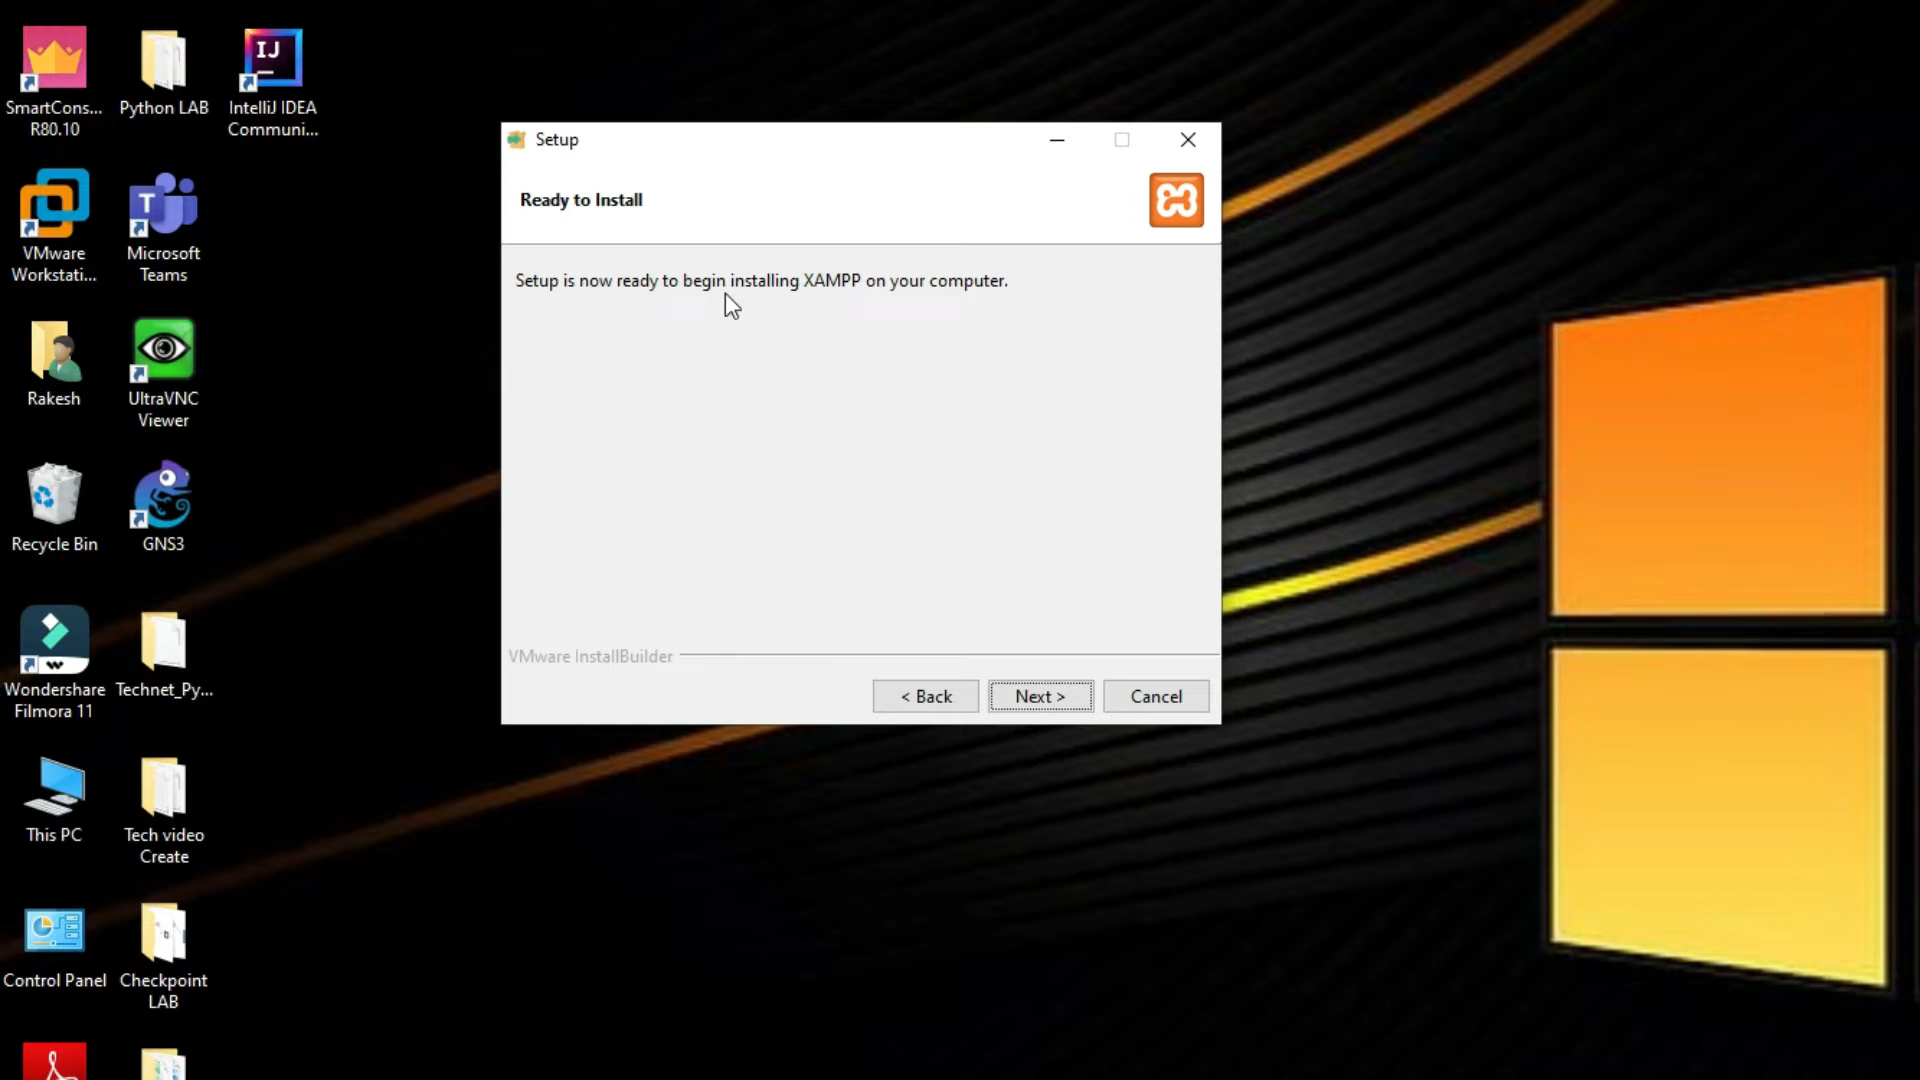 SmartCons...
R80.10
Python LAB
IJ
IntelliJ IDEA
Communi...
VMware
Workstati...
T
Microsoft
Teams
Rakesh
UltraVNC
Viewer
Recycle Bin
GNS3
Wondershare
Filmora 11
Technet_Py...
This PC
Tech video
Create
Control Panel
Checkpoint
LAB
Setup
Ready to Install
Setup is now ready to begin installing XAMPP on your computer.
VMware InstallBuilder
< Back
Next >
Cancel